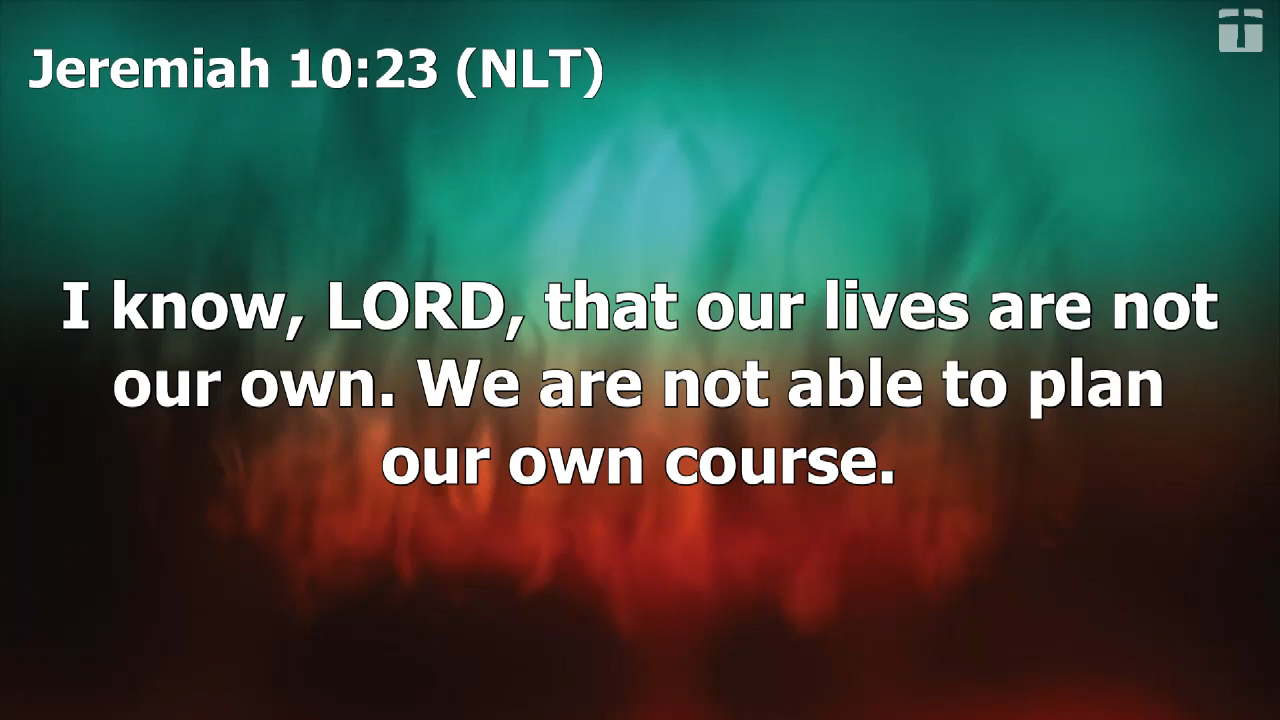 Jeremiah 10:23 (NLT)
I know, LORD, that our lives are not
our own. We are not able to plan
our own course.